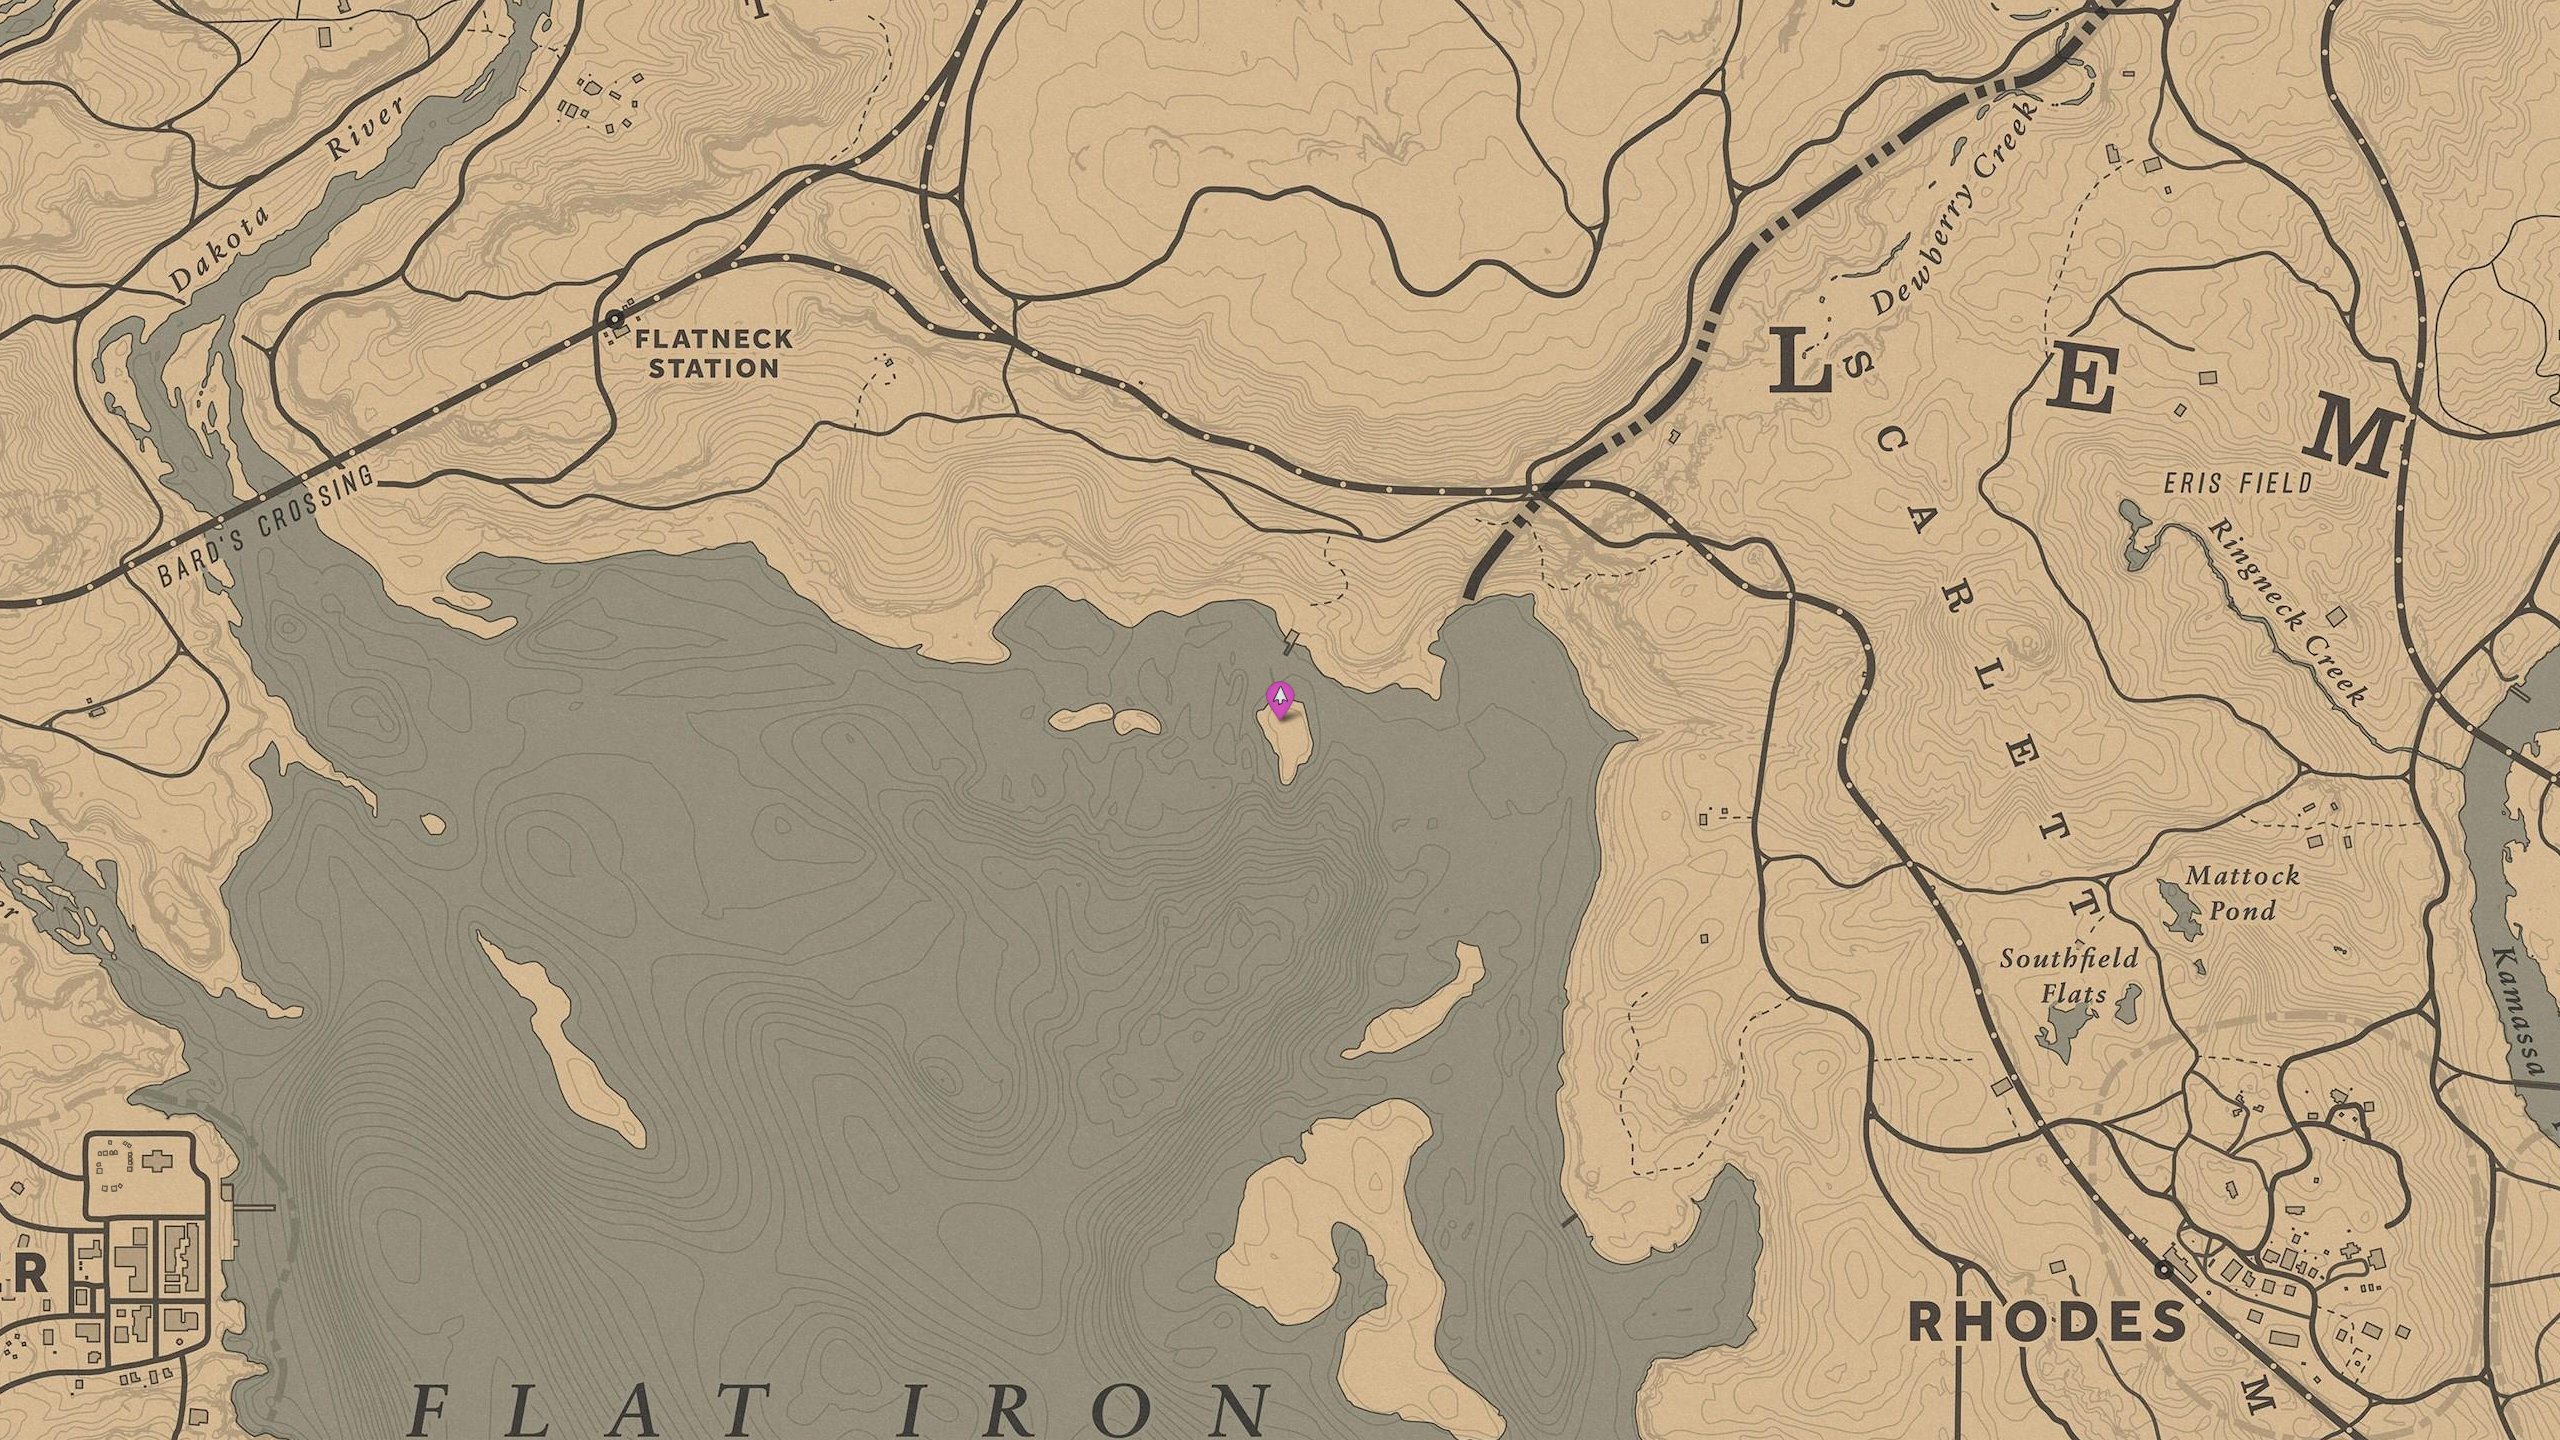 Dakota River
FLATNECK
STATION
BARD'S CROSSING
Dewberry Creek
L E M
SCARLET
ERIS FIELD
Ringneck Creek
Mattock
Pond
Southfield
Flats
Kamassa
RHODES
M
R
FLAT IRON